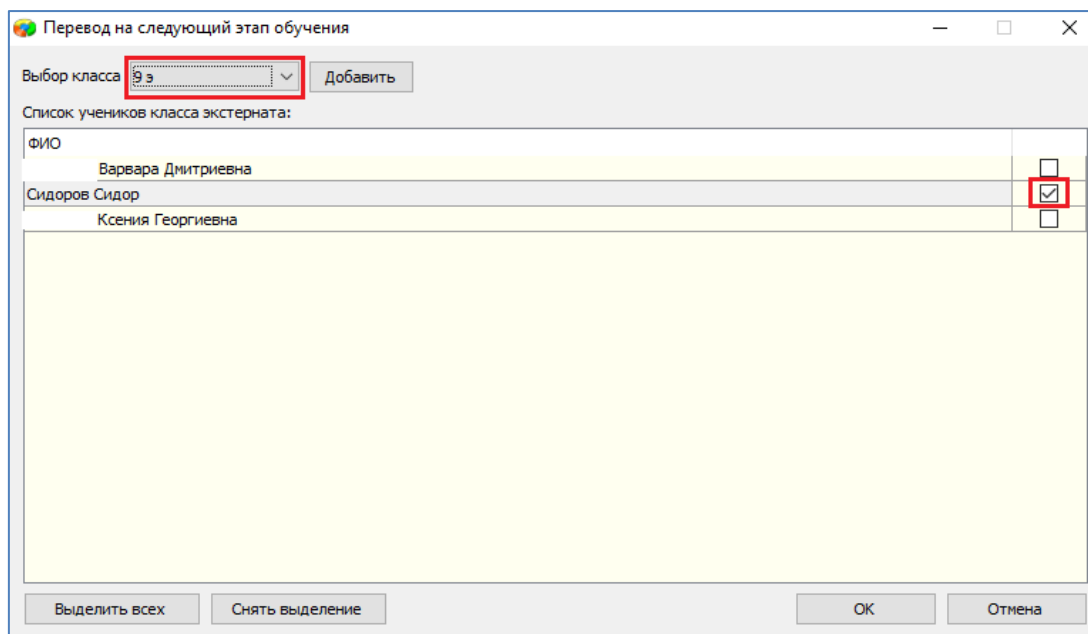 Перевод на следующий этап обучения
Выбор класса 9 э Добавить
Список учеников класса экстерната:
ФИО
Варвара Дмитриевна
Сидоров Сидор
Ксения Георгиевна
Выделить всех Снять выделение ОК Отмена